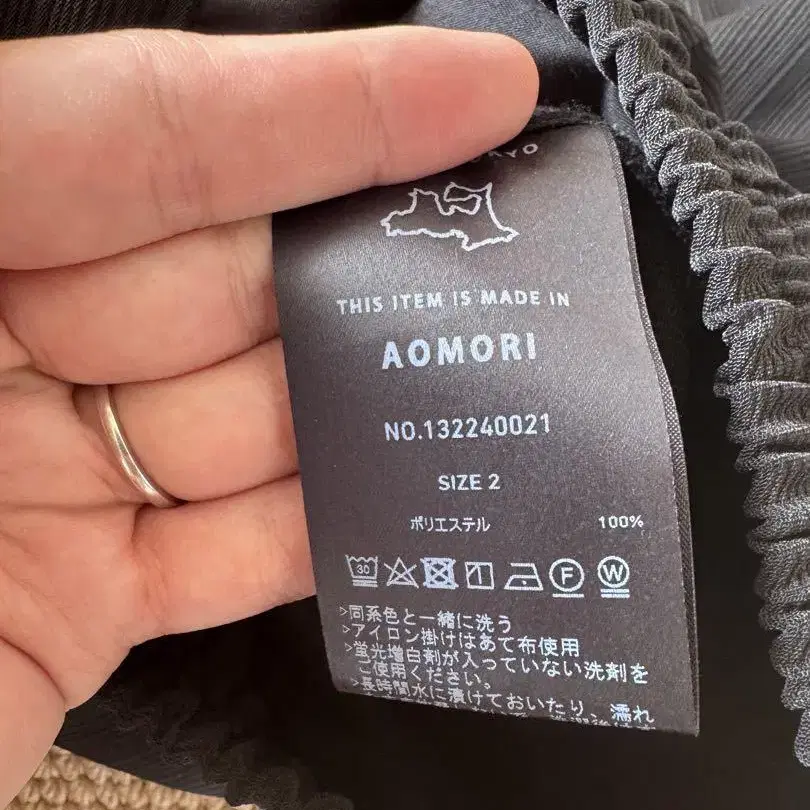 THIS ITEM IS MADE IN
AOMORI
NO.132240021
SIZE 2
ポリエステル 100%
30 F W
>同系色と一緒に洗う
>アイロン掛けはあて布使用
>蛍光増白剤が入っていない洗剤を
ご使用ください。
>長時間水に漬けておいたり、濡れ